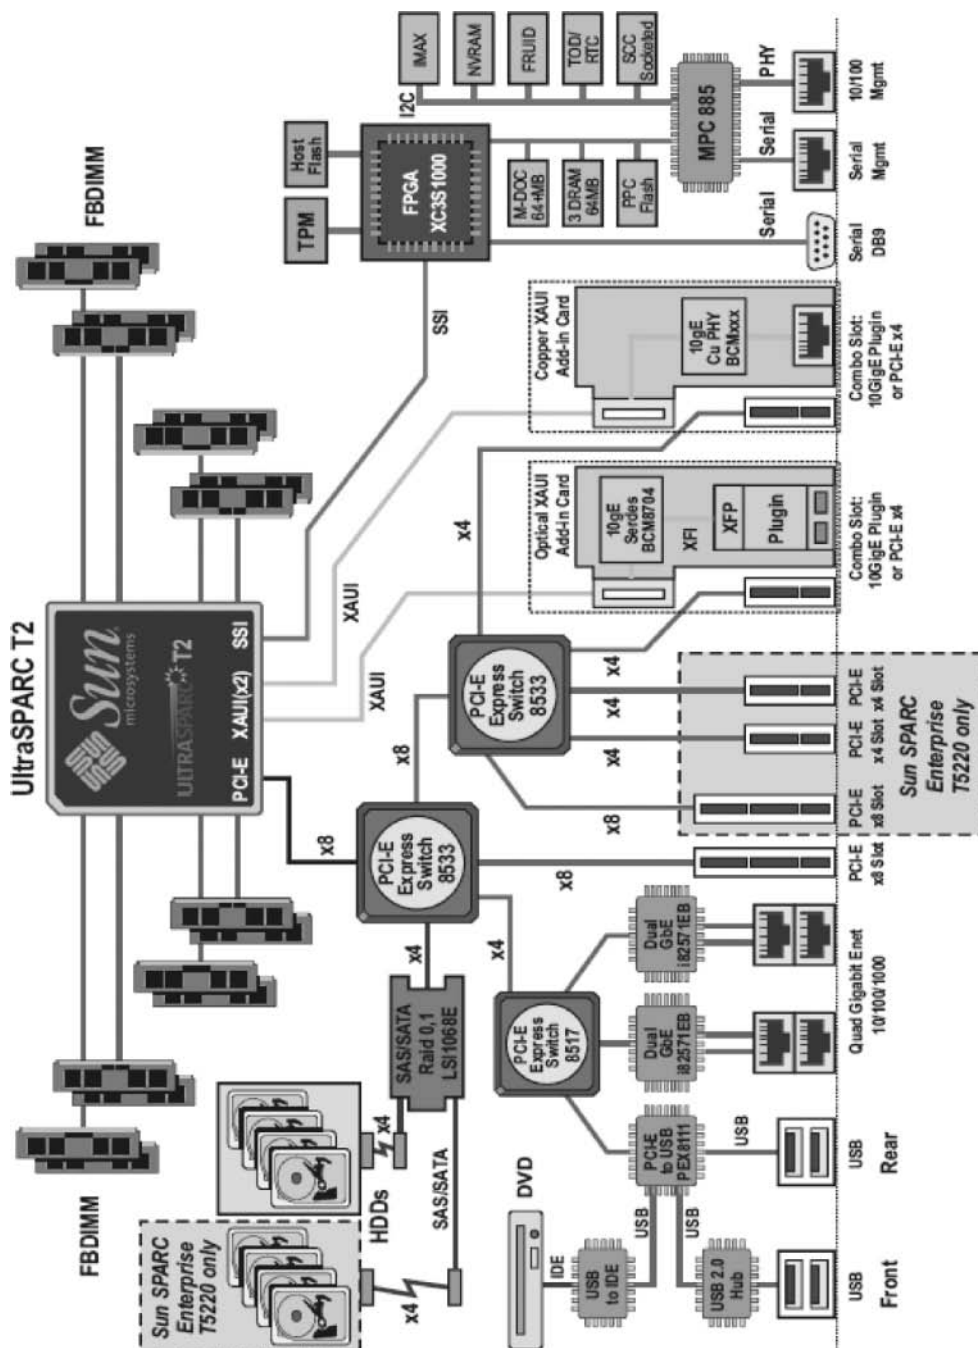 UltraSPARC T2
FBDIMM
FBDIMM
Sun
microsystems
ULTRASPARC T2
PCI-E
XAUI(x2)
SSI
Sun SPARC
Enterprise
T5220 only
HDDs
x4
x4
SAS/SATA
SAS/SATA
Raid 0,1
LSI1068E
x4
x8
PCI-E
Express
Switch
8533
x8
x4
x8
XAUI
XAUI
SSI
TPM
Host
Flash
FPGA
XC3S1000
I2C
IMAX
NVRAM
FRUID
TOD/
RTC
SCC
Socketed
M-DOC
64+MB
3 DRAM
64MB
PPC
Flash
MPC 885
PHY
Serial
Serial
PCI-E
Express
Switch
8533
x4
x4
x4
x4
x8
PCI-E
Express
Switch
8517
DVD
IDE
USB
to IDE
USB
USB
USB 2.0
Hub
PCI-E
to USB
PEX8111
USB
Dual
GbE
i82571EB
Dual
GbE
i82571EB
Optical XAUI
Add-in Card
10gE
Serdes
BCM8704
XFI
XFP
Plugin
Copper XAUI
Add-in Card
10gE
Cu PHY
BCMxxx
USB
Front
USB
Rear
Quad Gigabit Enet
10/100/1000
PCI-E
x8 Slot
PCI-E
x8 Slot
PCI-E
x4 Slot
PCI-E
x4 Slot
Sun SPARC
Enterprise
T5220 only
Combo Slot:
10GigE Plugin
or PCI-E x4
Combo Slot:
10GigE Plugin
or PCI-E x4
Serial
DB9
Serial
Mgmt
10/100
Mgmt